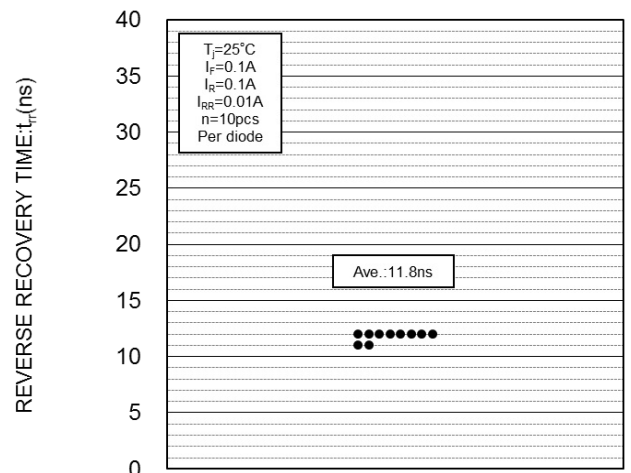 REVERSE RECOVERY TIME:trr(ns)
40
35
30
25
20
15
10
5
0
Tj=25°C
IF=0.1A
IR=0.1A
IRR=0.01A
n=10pcs
Per diode
Ave.:11.8ns